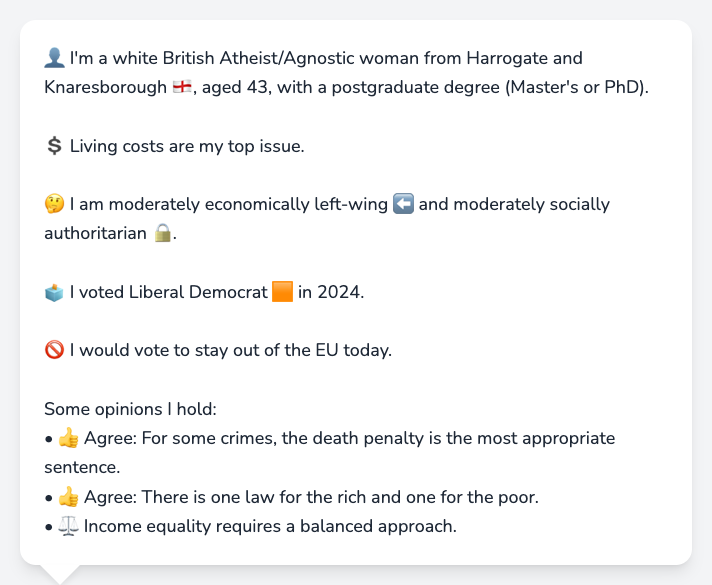 👤 I'm a white British Atheist/Agnostic woman from Harrogate and
Knaresborough 🏴󠁧󠁢󠁥󠁮󠁧󠁿, aged 43, with a postgraduate degree (Master's or PhD).
💲 Living costs are my top issue.
🤔 I am moderately economically left-wing ⬅️ and moderately socially
authoritarian 🔒.
🗳️ I voted Liberal Democrat 🟧 in 2024.
🚫 I would vote to stay out of the EU today.
Some opinions I hold:
• 👍 Agree: For some crimes, the death penalty is the most appropriate
sentence.
• 👍 Agree: There is one law for the rich and one for the poor.
• ⚖️ Income equality requires a balanced approach.